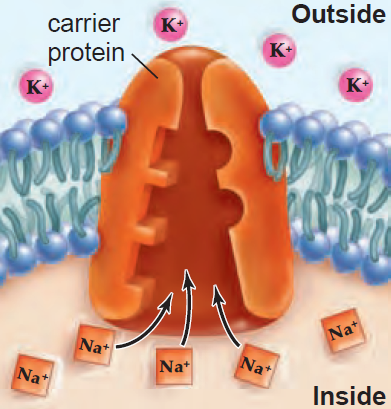 Outside
carrier
protein
K+
K+
K+
K+
Na+
Na+
Na+
Na+
Na+
Inside